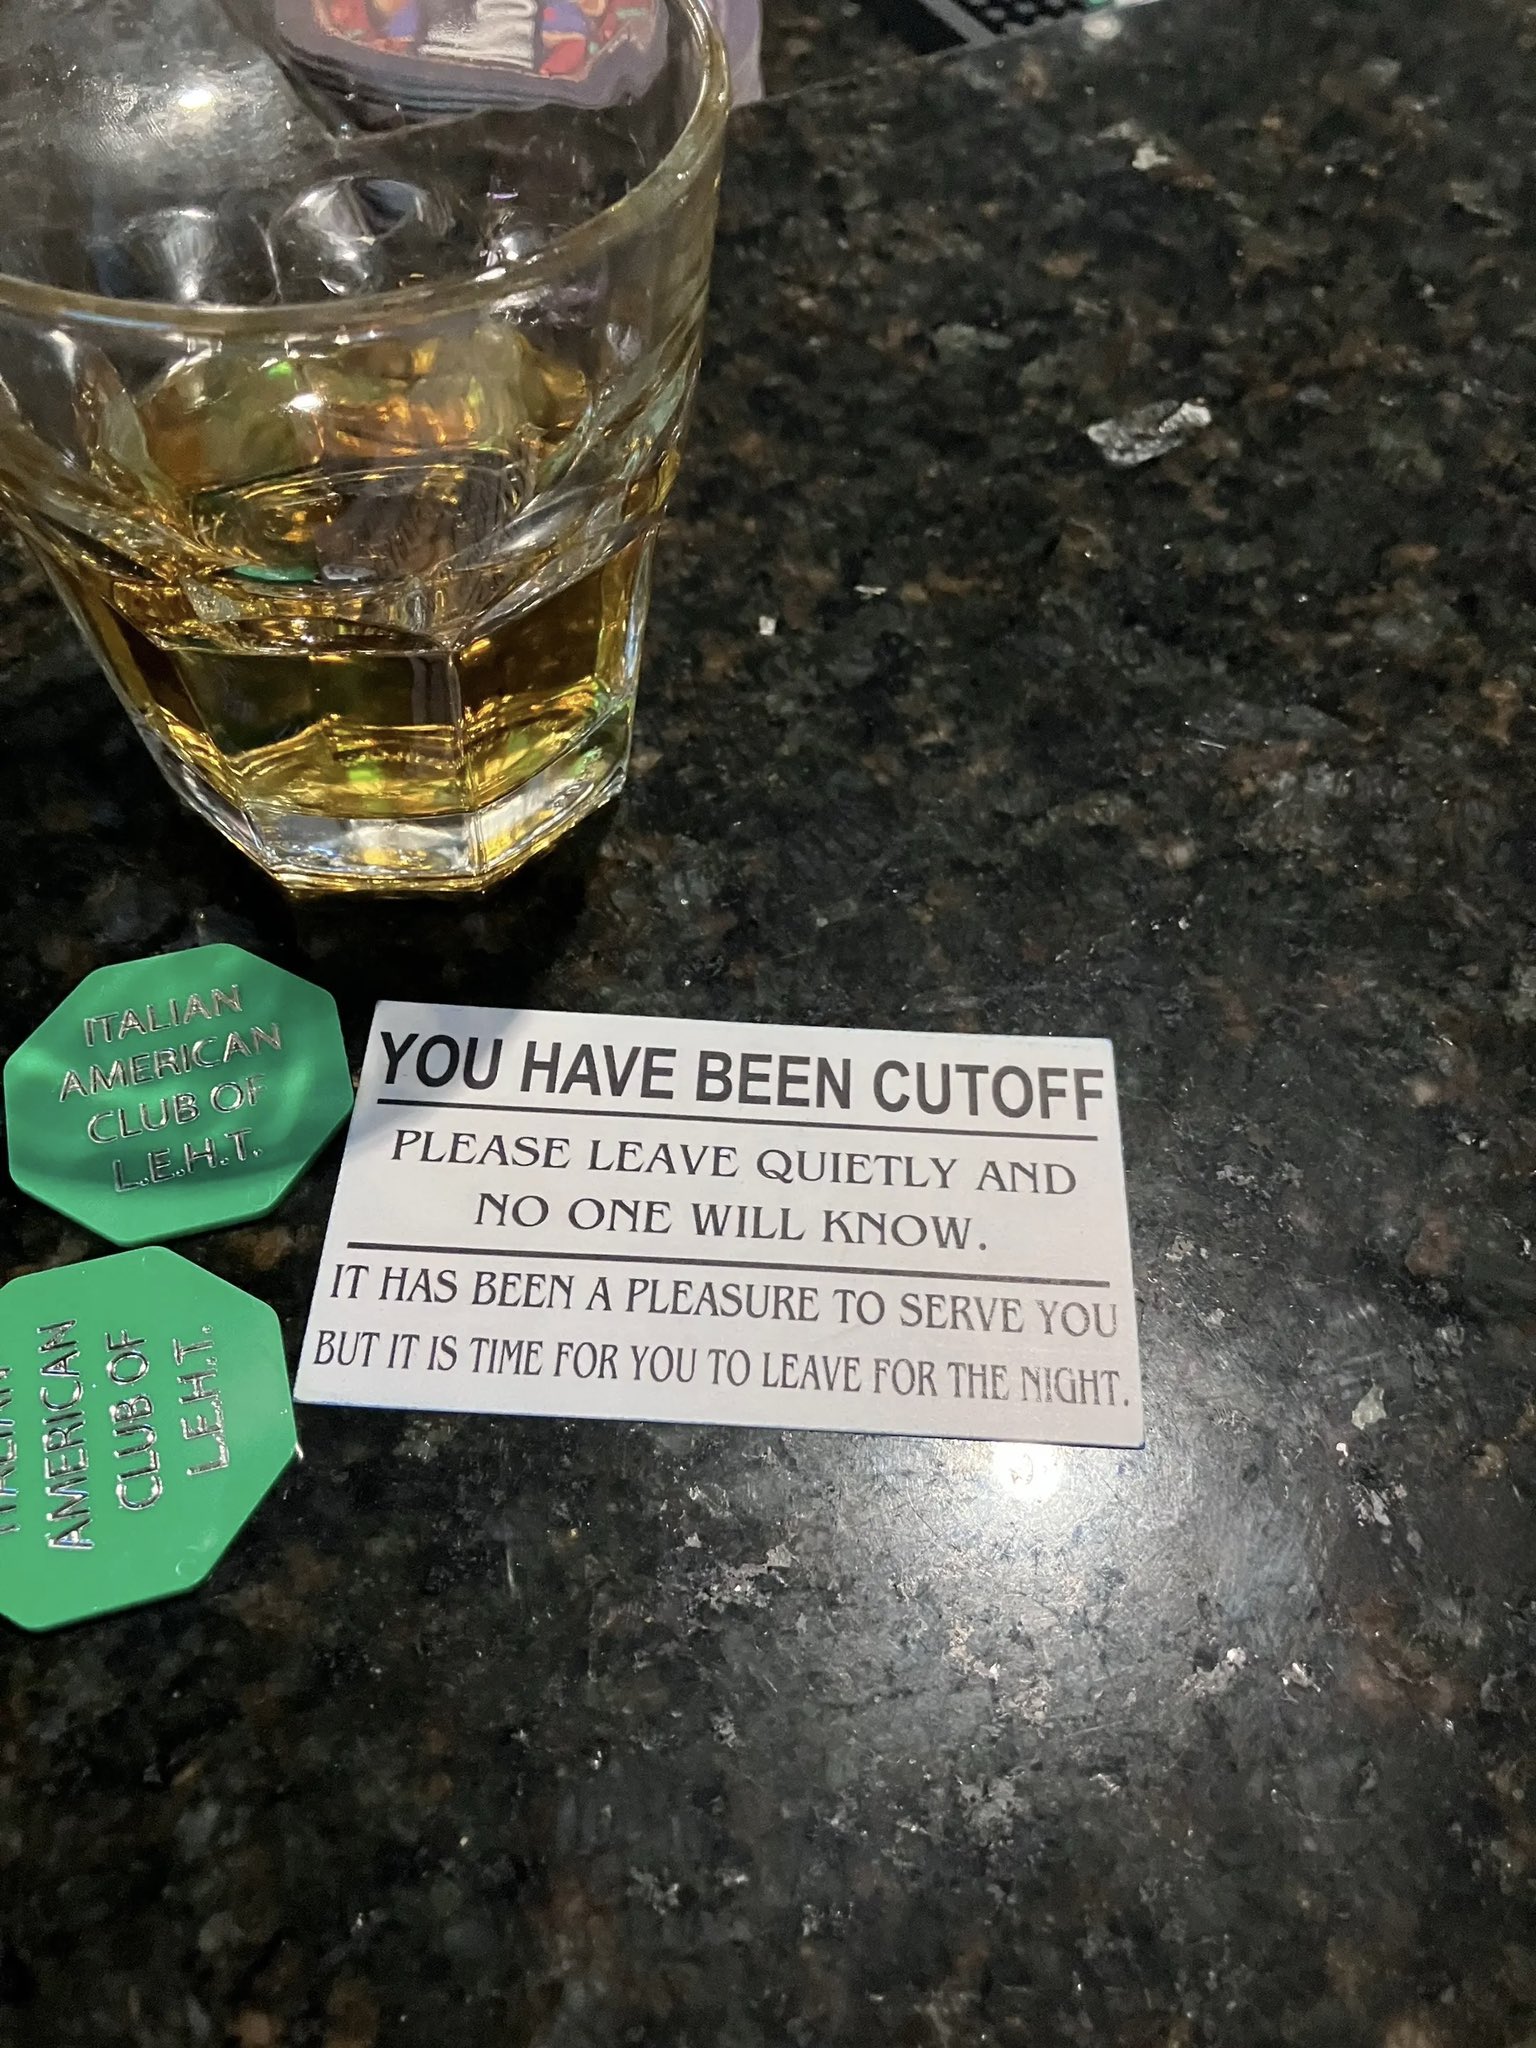 ITALIAN
AMERICAN
CLUB OF
L.E.H.T.
YOU HAVE BEEN CUTOFF
PLEASE LEAVE QUIETLY AND
NO ONE WILL KNOW.
IT HAS BEEN A PLEASURE TO SERVE YOU
BUT IT IS TIME FOR YOU TO LEAVE FOR THE NIGHT.
ITALIAN
AMERICAN
CLUB OF
L.E.H.T.